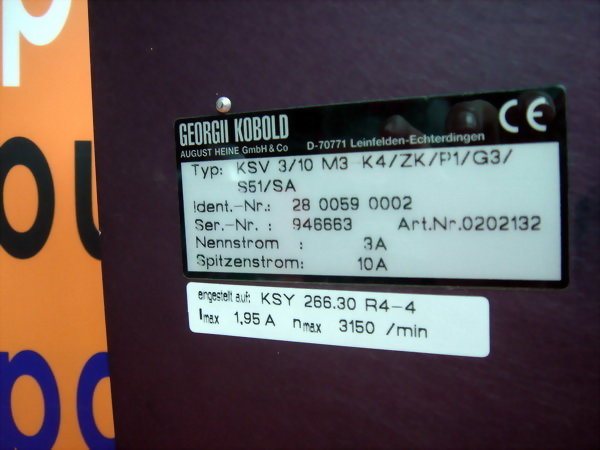 GEORGII KOBOLD
AUGUST HEINE GmbH & Co D-70771 Leinfelden-Echterdingen
CE
Typ: KSV 3/10 M3 K4/ZK/P1/G3/
S51/SA
Ident.-Nr.: 28 0059 0002
Ser.-Nr. : 946663 Art.Nr.0202132
Nennstrom : 3A
Spitzenstrom: 10A
eingestellt auf: KSY 266.30 R4-4
Imax 1,95 A nmax 3150 /min
p
ou
po